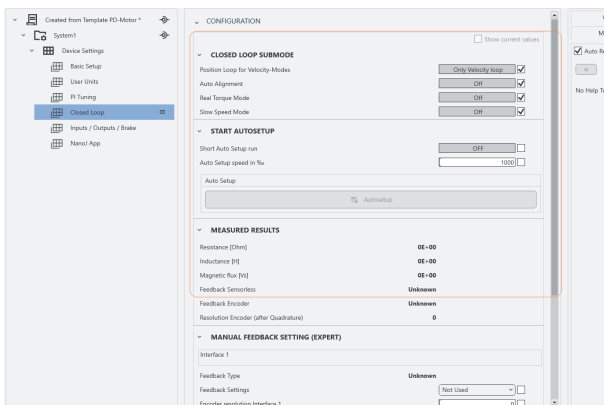 Created from Template PD-Motor *
System1
Device Settings
Basic Setup
User Units
PI Tuning
Closed Loop
Inputs / Outputs / Brake
NanoJ App
CONFIGURATION
Show current values
CLOSED LOOP SUBMODE
Position Loop for Velocity-Modes Only Velocity loop
Auto Alignment Off
Real Torque Mode Off
Slow Speed Mode Off
START AUTOSETUP
Short Auto Setup run OFF
Auto Setup speed in ‰ 1000
Auto Setup
Autosetup
MEASURED RESULTS
Resistance [Ohm] 0E+00
Inductance [H] 0E+00
Magnetic flux [Vs] 0E+00
Feedback Sensorless Unknown
Feedback Encoder Unknown
Resolution Encoder (after Quadrature) 0
MANUAL FEEDBACK SETTING (EXPERT)
Interface 1
Feedback Type Unknown
Feedback Settings Not Used
Encoder resolution Interface 1 0
M
Auto Re
No Help T